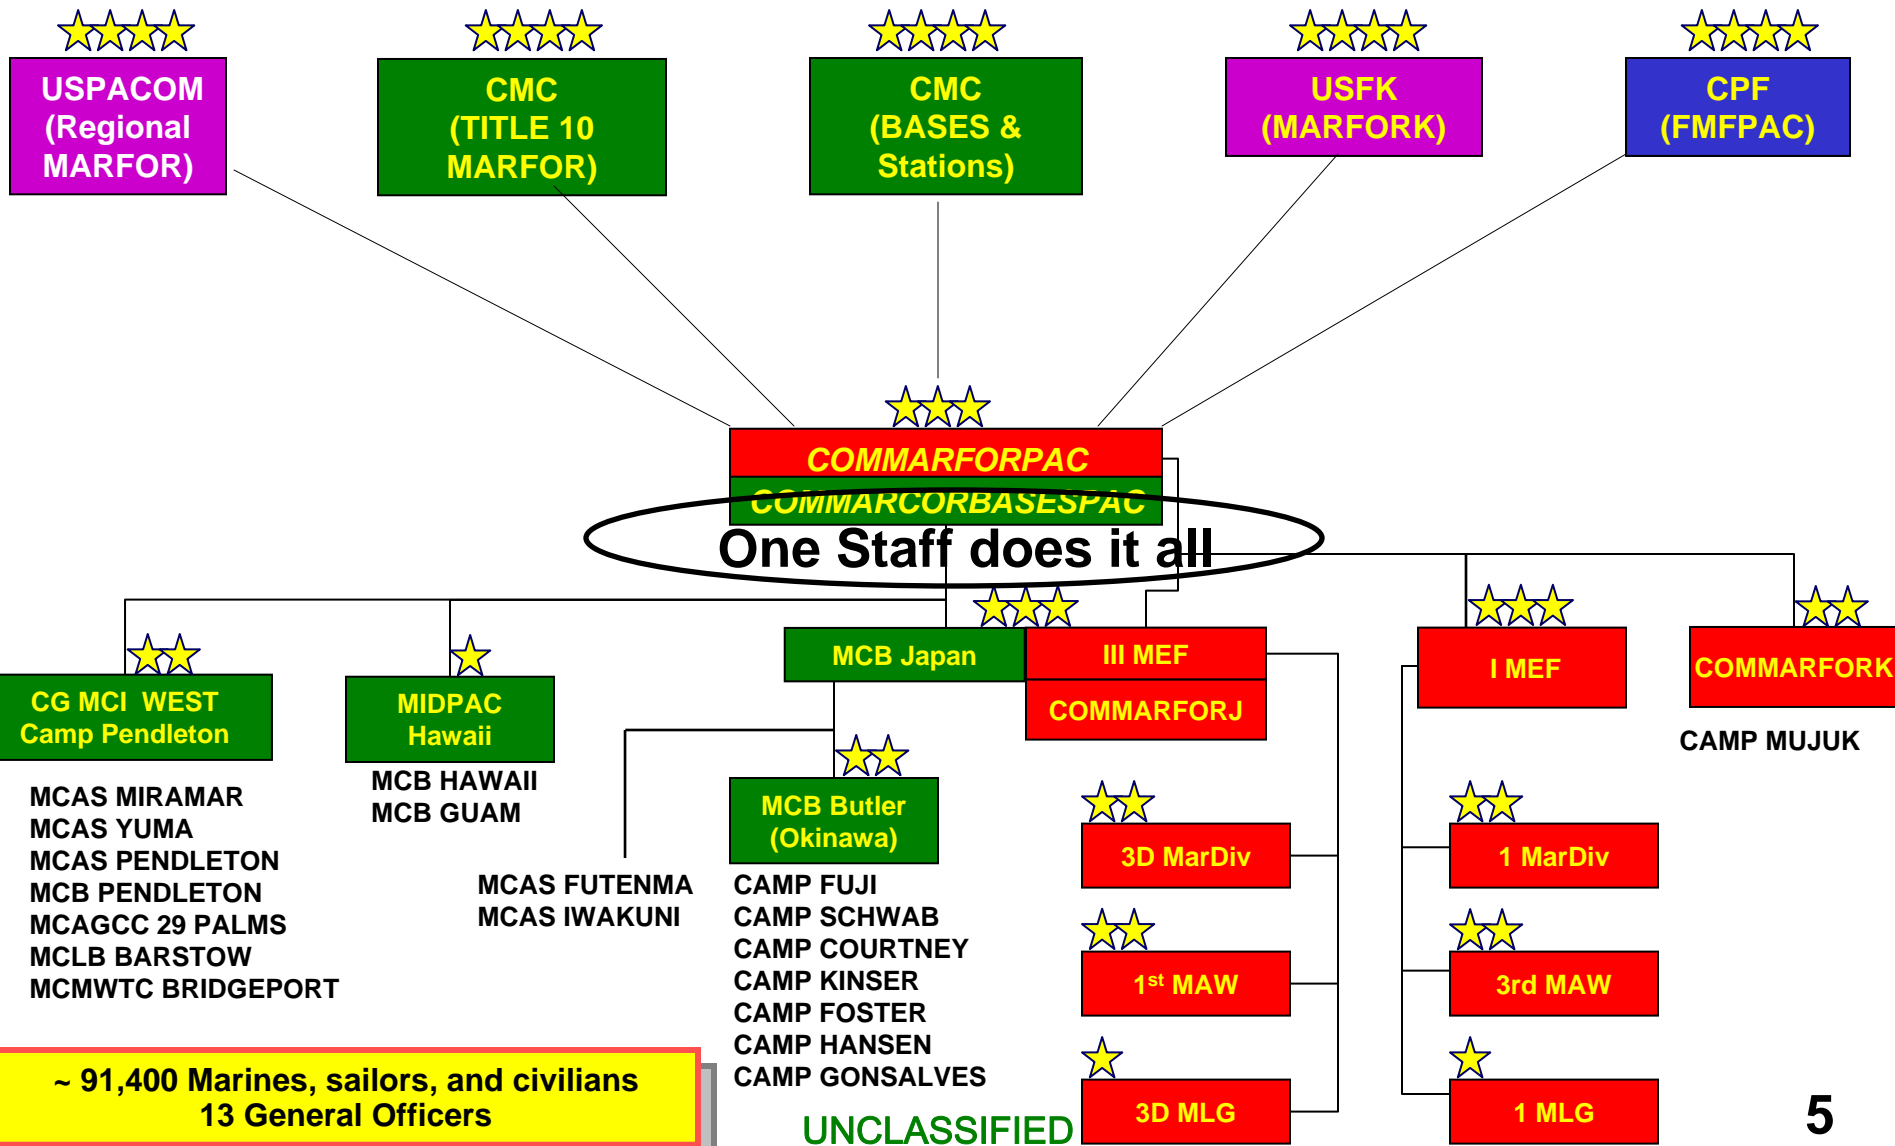 USPACOM
(Regional
MARFOR)
CMC
(TITLE 10
MARFOR)
CMC
(BASES &
Stations)
USFK
(MARFORK)
CPF
(FMFPAC)
COMMARFORPAC
COMMARCORBASESPAC
One Staff does it all
CG MCI WEST
Camp Pendleton
MCAS MIRAMAR
MCAS YUMA
MCAS PENDLETON
MCB PENDLETON
MCAGCC 29 PALMS
MCLB BARSTOW
MCMWTC BRIDGEPORT
MIDPAC
Hawaii
MCB HAWAII
MCB GUAM
MCB Japan
MCAS FUTENMA
MCAS IWAKUNI
MCB Butler
(Okinawa)
CAMP FUJI
CAMP SCHWAB
CAMP COURTNEY
CAMP KINSER
CAMP FOSTER
CAMP HANSEN
CAMP GONSALVES
III MEF
COMMARFORJ
3D MarDiv
1st MAW
3D MLG
I MEF
1 MarDiv
3rd MAW
1 MLG
COMMARFORK
CAMP MUJUK
~ 91,400 Marines, sailors, and civilians
13 General Officers
UNCLASSIFIED
5